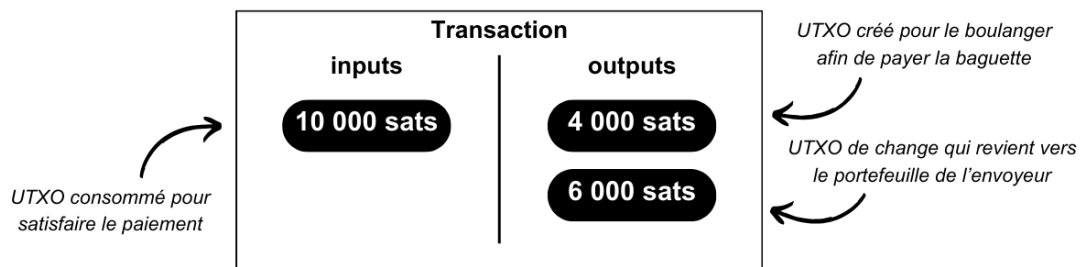 Transaction
inputs
outputs
10 000 sats
4 000 sats
6 000 sats
UTXO consommé pour
satisfaire le paiement
UTXO créé pour le boulanger
afin de payer la baguette
UTXO de change qui revient vers
le portefeuille de l'envoyeur